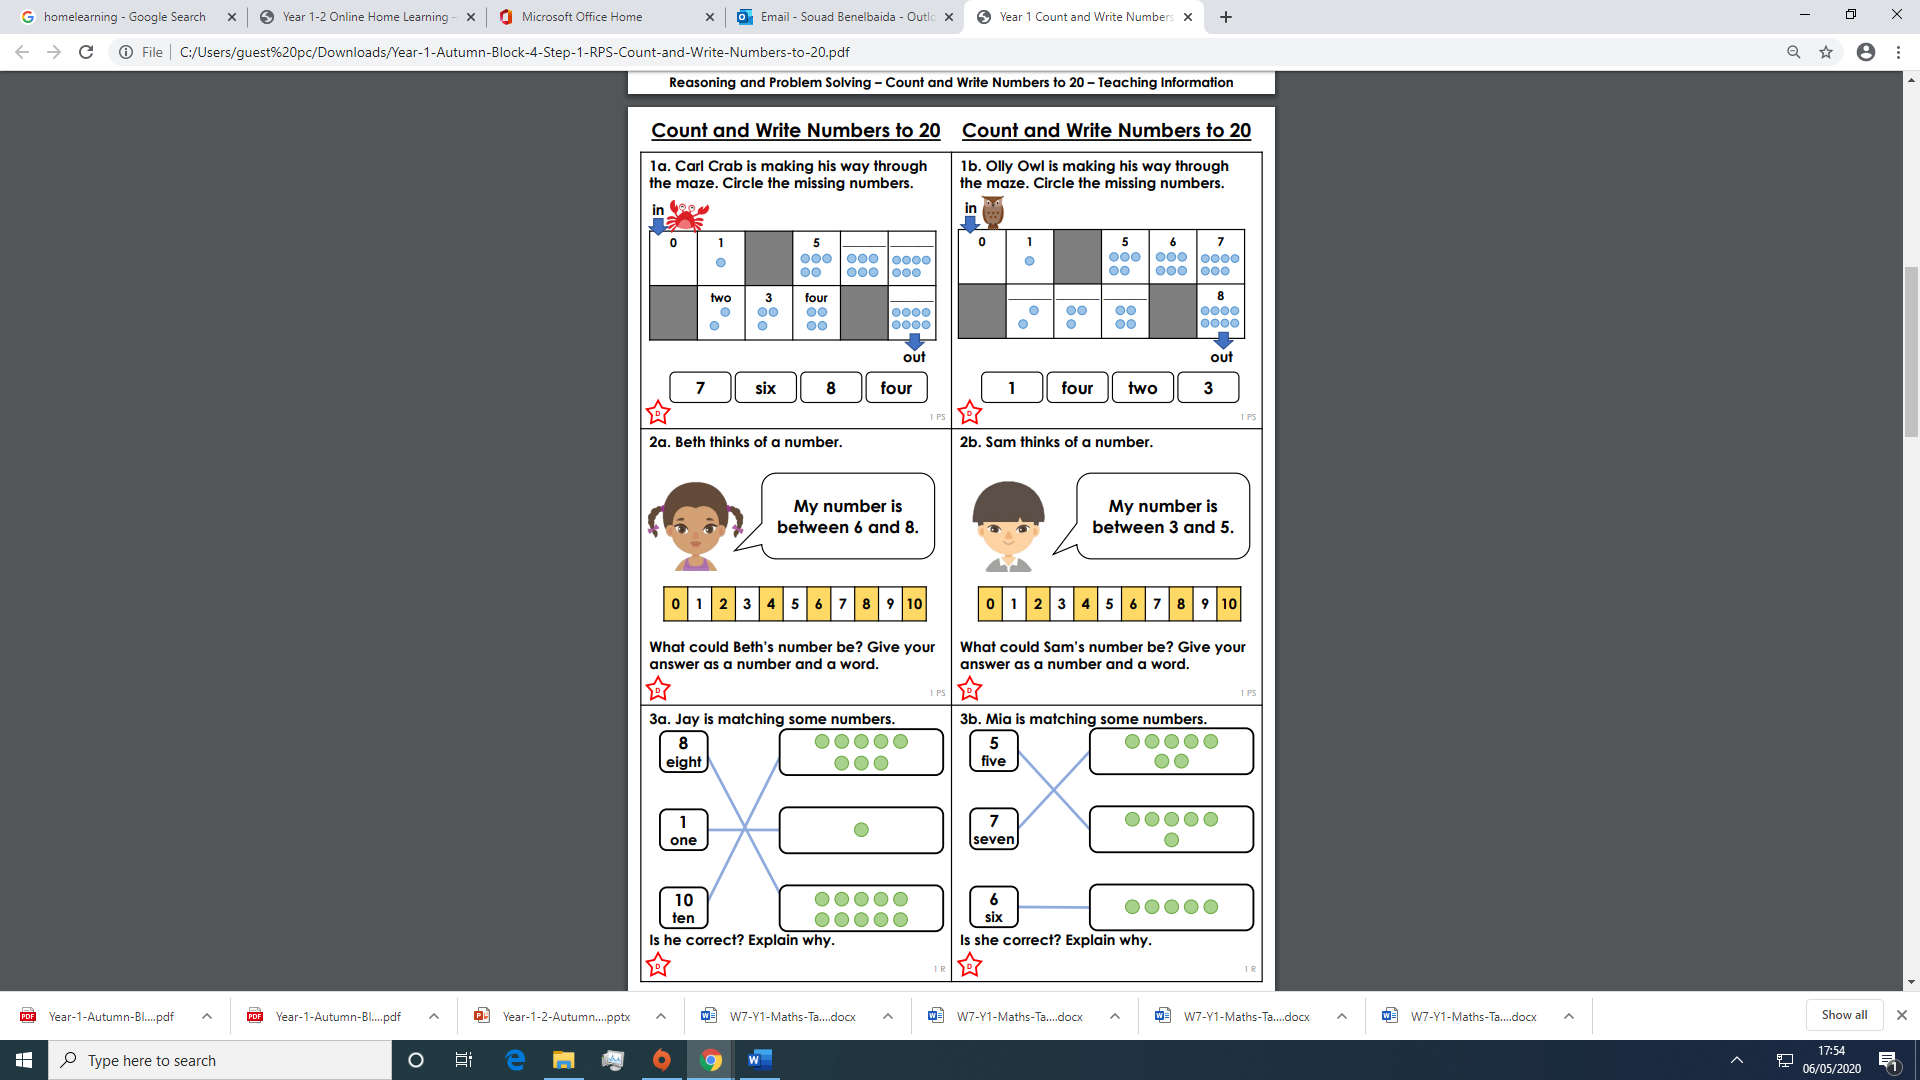 homelearning - Google Search
Year 1-2 Online Home Learning -
Microsoft Office Home
Email - Souad Benelbaida - Outlo
Year 1 Count and Write Numbers
File
C:/Users/guest%20pc/Downloads/Year-1-Autumn-Block-4-Step-1-RPS-Count-and-Write-Numbers-to-20.pdf
Reasoning and Problem Solving – Count and Write Numbers to 20 – Teaching Information
Count and Write Numbers to 20
Count and Write Numbers to 20
1a. Carl Crab is making his way through
the maze. Circle the missing numbers.
in
0 1 5
two 3 four
out
7 six 8 four
D
1 PS
1b. Olly Owl is making his way through
the maze. Circle the missing numbers.
in
0 1 5 6 7
8
out
1 four two 3
D
1 PS
2a. Beth thinks of a number.
My number is
between 6 and 8.
0 1 2 3 4 5 6 7 8 9 10
What could Beth's number be? Give your
answer as a number and a word.
D
1 PS
2b. Sam thinks of a number.
My number is
between 3 and 5.
0 1 2 3 4 5 6 7 8 9 10
What could Sam's number be? Give your
answer as a number and a word.
D
1 PS
3a. Jay is matching some numbers.
8
eight
1
one
10
ten
Is he correct? Explain why.
D
1 R
3b. Mia is matching some numbers.
5
five
7
seven
6
six
Is she correct? Explain why.
D
1 R
Year-1-Autumn-Bl....pdf
Year-1-Autumn-Bl....pdf
Year-1-2-Autumn....pptx
W7-Y1-Maths-Ta....docx
W7-Y1-Maths-Ta....docx
W7-Y1-Maths-Ta....docx
W7-Y1-Maths-Ta....docx
Show all
Type here to search
17:54
06/05/2020
1